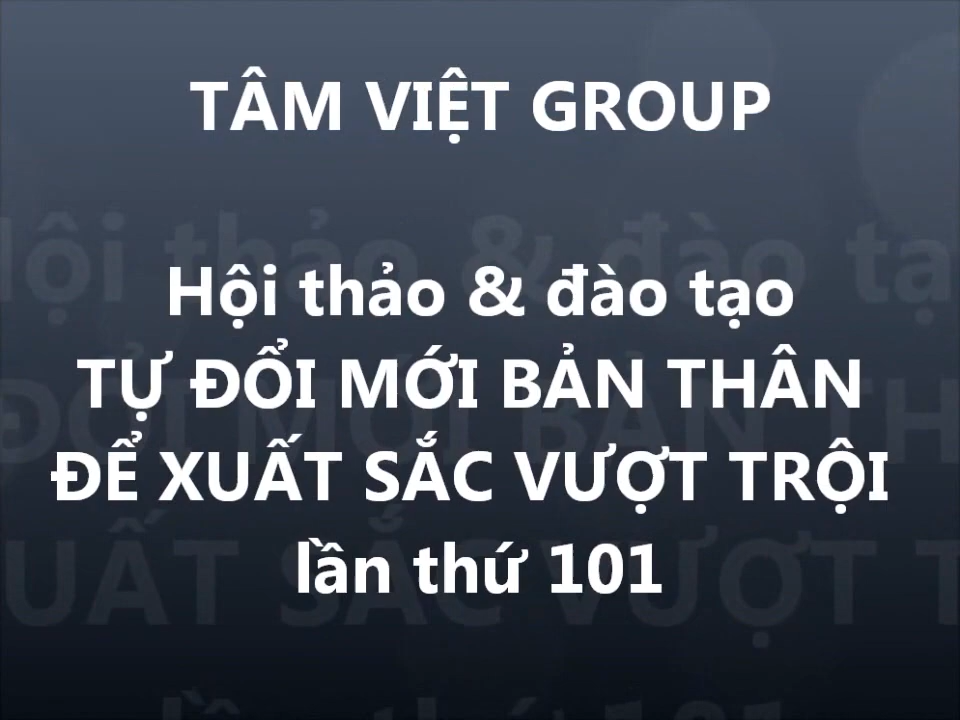 TÂM VIỆT GROUP
Hội thảo & đào tạo
TỰ ĐỔI MỚI BẢN THÂN
ĐỂ XUẤT SẮC VƯỢT TRỘI
lần thứ 101